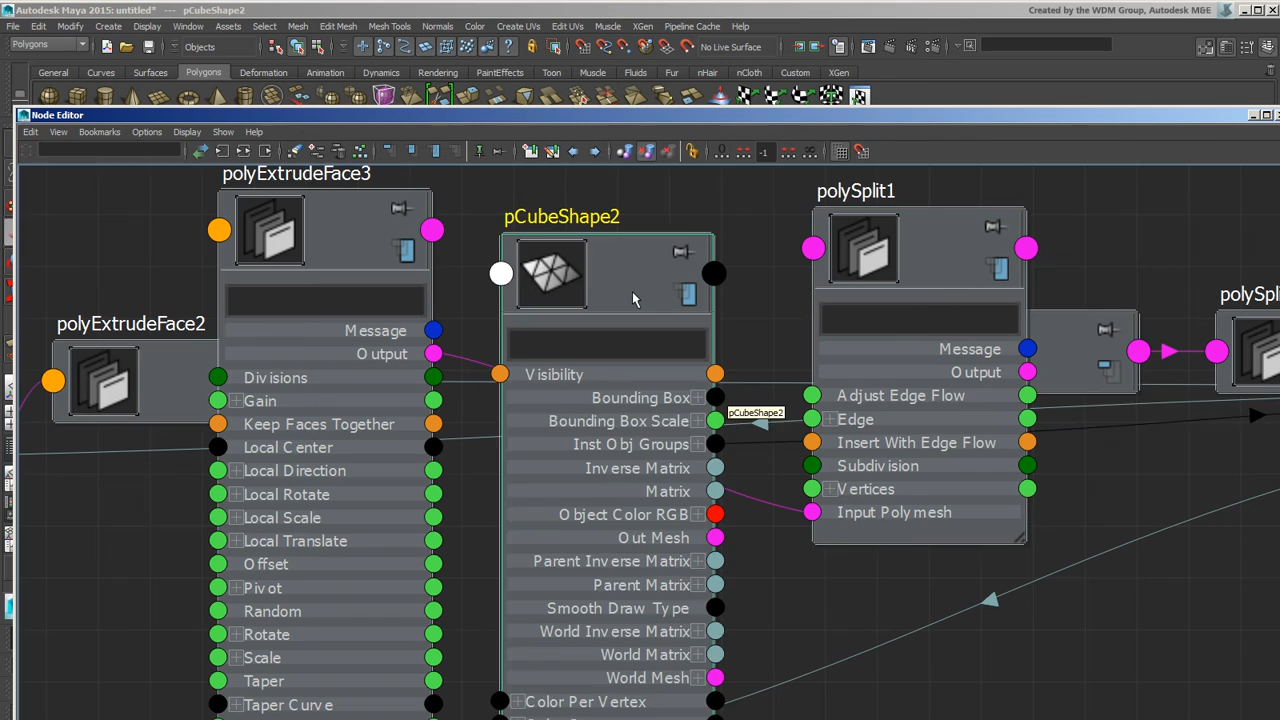 Autodesk Maya 2015: untitled* - pCubeShape2
Created by the WDM Group, Autodesk M&E
File Edit Modify Create Display Window Assets Select Mesh Edit Mesh Mesh Tools Normals Color Create UVs Edit UVs Muscle XGen Pipeline Cache Help
Polygons Objects No Live Surface
General Curves Surfaces Polygons Deformation Animation Dynamics Rendering PaintEffects Toon Muscle Fluids Fur nHair nCloth Custom XGen
Node Editor
Edit View Bookmarks Options Display Show Help
-1
polyExtrudeFace3
Message
Output
Divisions
Gain
Keep Faces Together
Local Center
Local Direction
Local Rotate
Local Scale
Local Translate
Offset
Pivot
Random
Rotate
Scale
Taper
Taper Curve
polyExtrudeFace2
pCubeShape2
Visibility
Bounding Box
Bounding Box Scale
Inst Obj Groups
Inverse Matrix
Matrix
Object Color RGB
Out Mesh
Parent Inverse Matrix
Parent Matrix
Smooth Draw Type
World Inverse Matrix
World Matrix
World Mesh
Color Per Vertex
pCubeShape2
polySplit1
Message
Output
Adjust Edge Flow
Edge
Insert With Edge Flow
Subdivision
Vertices
Input Polymesh
polySpli